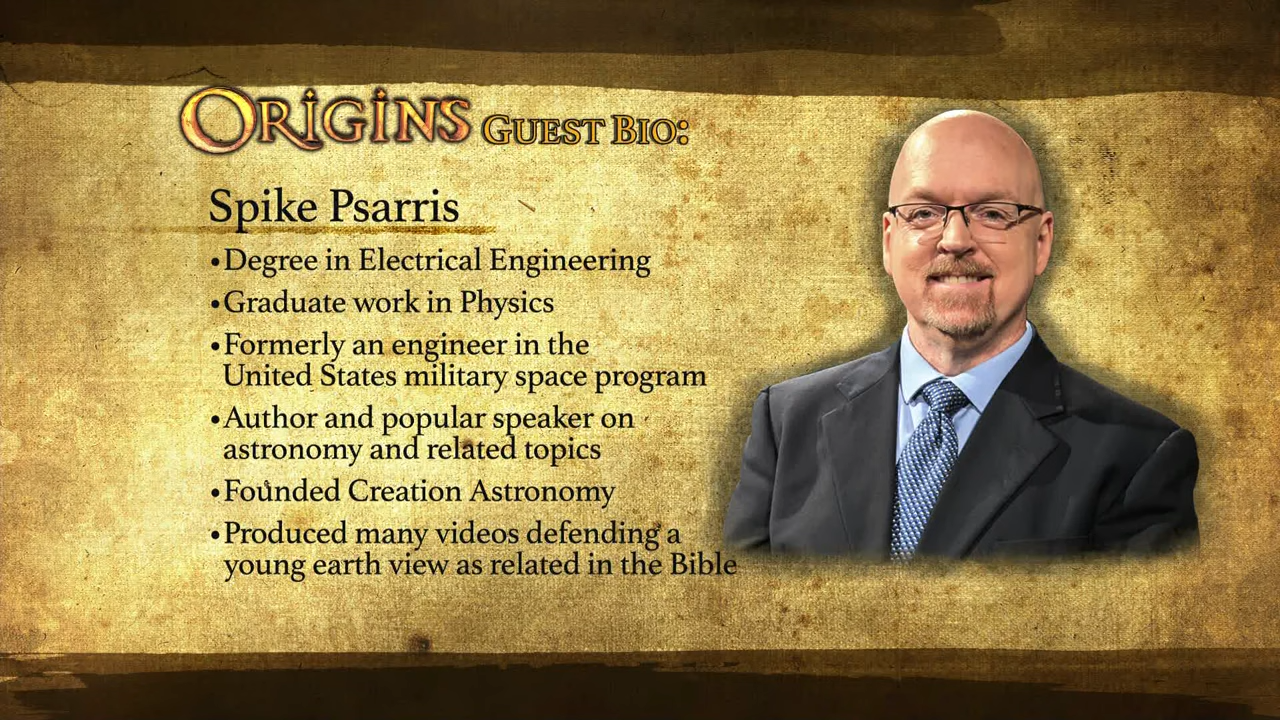 Origins Guest Bio:
Spike Psarris
•Degree in Electrical Engineering
•Graduate work in Physics
•Formerly an engineer in the
United States military space program
•Author and popular speaker on
astronomy and related topics
•Founded Creation Astronomy
•Produced many videos defending a
young earth view as related in the Bible